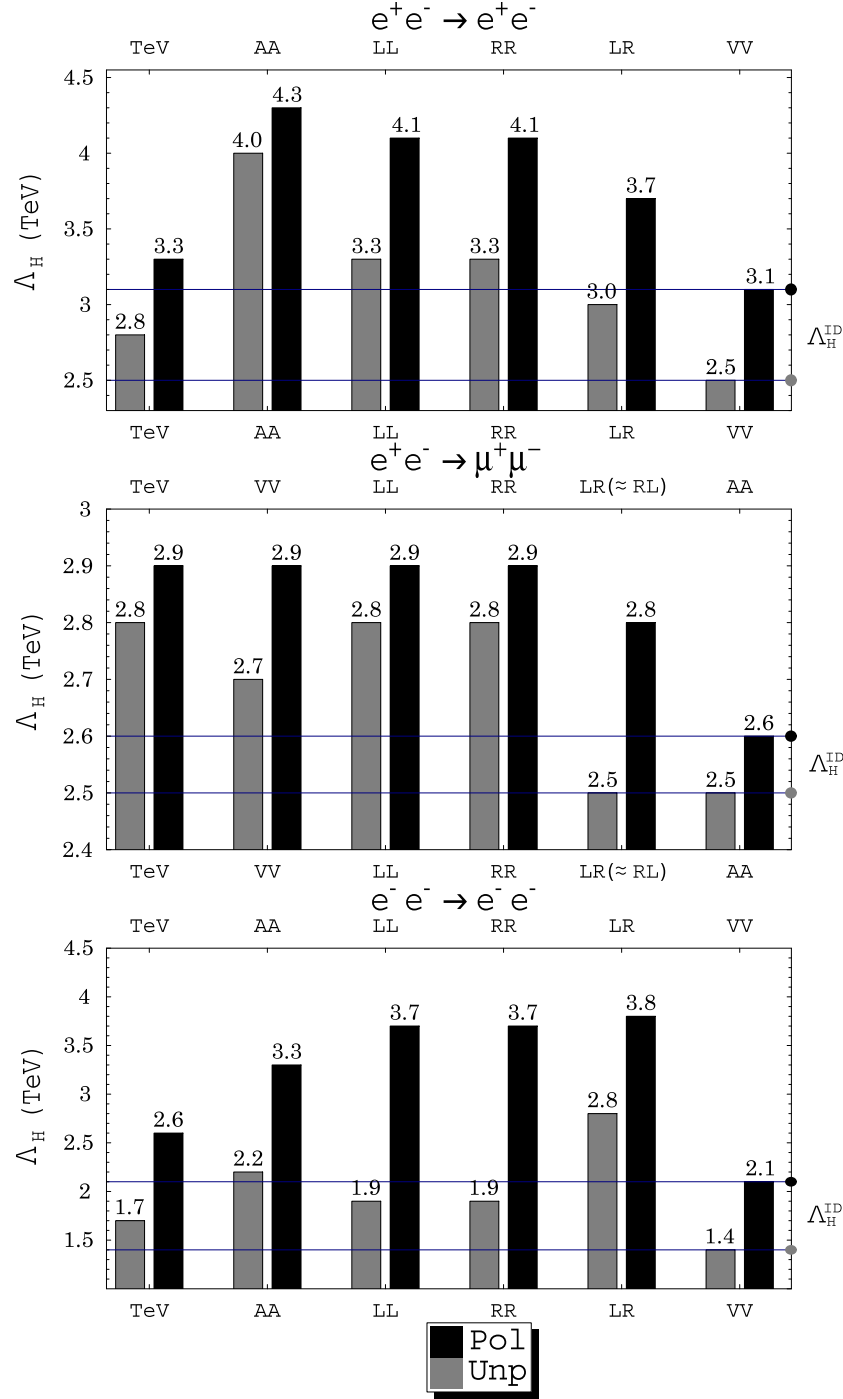 e⁺e⁻ → e⁺e⁻
TeV AA LL RR LR VV
4.5
4
3.5
3
2.5
Λ_H (TeV)
2.8 3.3 4.0 4.3 3.3 4.1 3.3 4.1 3.0 3.7 2.5 3.1
Λ_H^ID
TeV AA LL RR LR VV
e⁺e⁻ → μ⁺μ⁻
TeV VV LL RR LR(≈ RL) AA
3
2.9
2.8
2.7
2.6
2.5
2.4
Λ_H (TeV)
2.8 2.9 2.7 2.9 2.8 2.9 2.8 2.9 2.5 2.8 2.5 2.6
Λ_H^ID
TeV VV LL RR LR(≈ RL) AA
e⁻e⁻ → e⁻e⁻
TeV AA LL RR LR VV
4.5
4
3.5
3
2.5
2
1.5
Λ_H (TeV)
1.7 2.6 2.2 3.3 1.9 3.7 1.9 3.7 2.8 3.8 1.4 2.1
Λ_H^ID
TeV AA LL RR LR VV
Pol
Unp